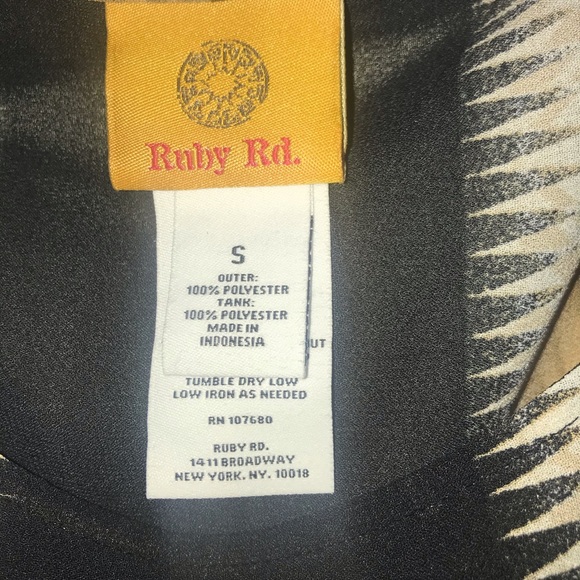 Ruby Rd.
S
OUTER:
100% POLYESTER
TANK:
100% POLYESTER
MADE IN
INDONESIA
UT
TUMBLE DRY LOW
LOW IRON AS NEEDED
RN 107680
RUBY RD.
1411 BROADWAY
NEW YORK, NY. 10018